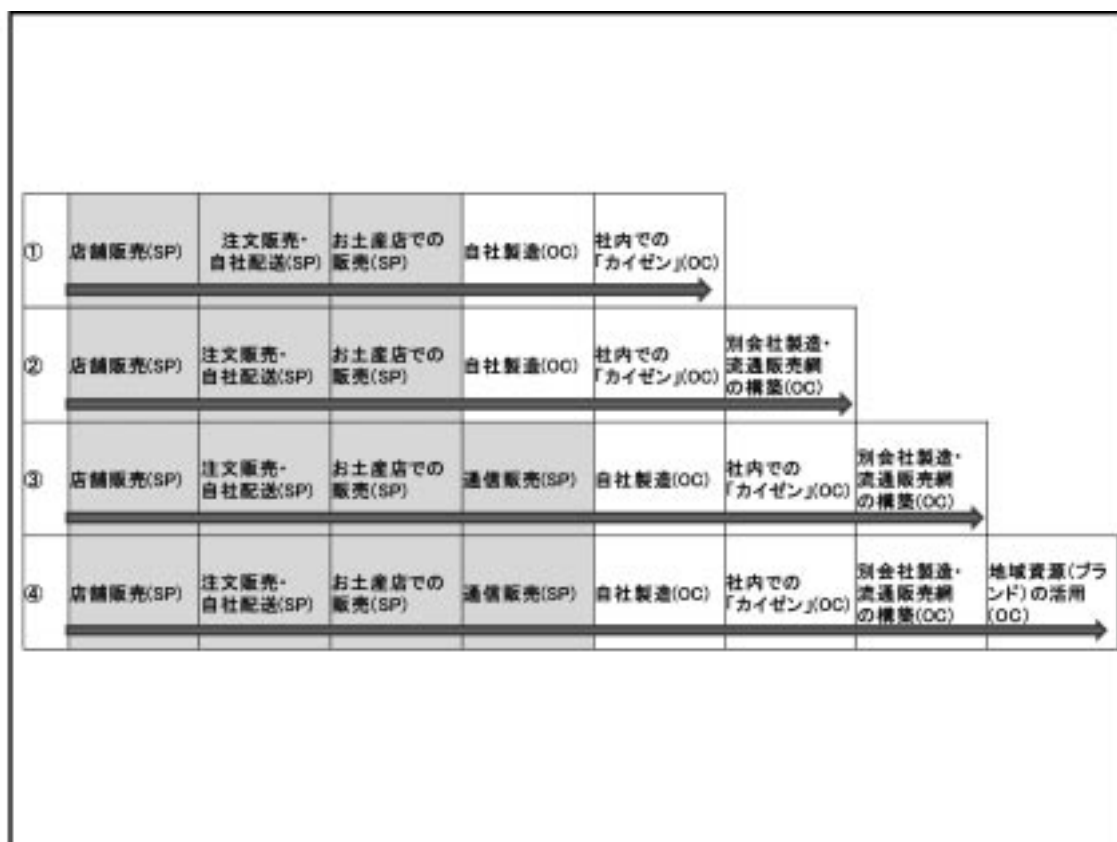 ①
店舗販売(SP)
注文販売・
自社配送(SP)
お土産店での
販売(SP)
自社製造(OC)
社内での
「カイゼン」(OC)
②
店舗販売(SP)
注文販売・
自社配送(SP)
お土産店での
販売(SP)
自社製造(OC)
社内での
「カイゼン」(OC)
別会社製造・
流通販売網
の構築(OC)
③
店舗販売(SP)
注文販売・
自社配送(SP)
お土産店での
販売(SP)
通信販売(SP)
自社製造(OC)
社内での
「カイゼン」(OC)
別会社製造・
流通販売網
の構築(OC)
④
店舗販売(SP)
注文販売・
自社配送(SP)
お土産店での
販売(SP)
通信販売(SP)
自社製造(OC)
社内での
「カイゼン」(OC)
別会社製造・
流通販売網
の構築(OC)
地域資源(ブラ
ンド)の活用
(OC)